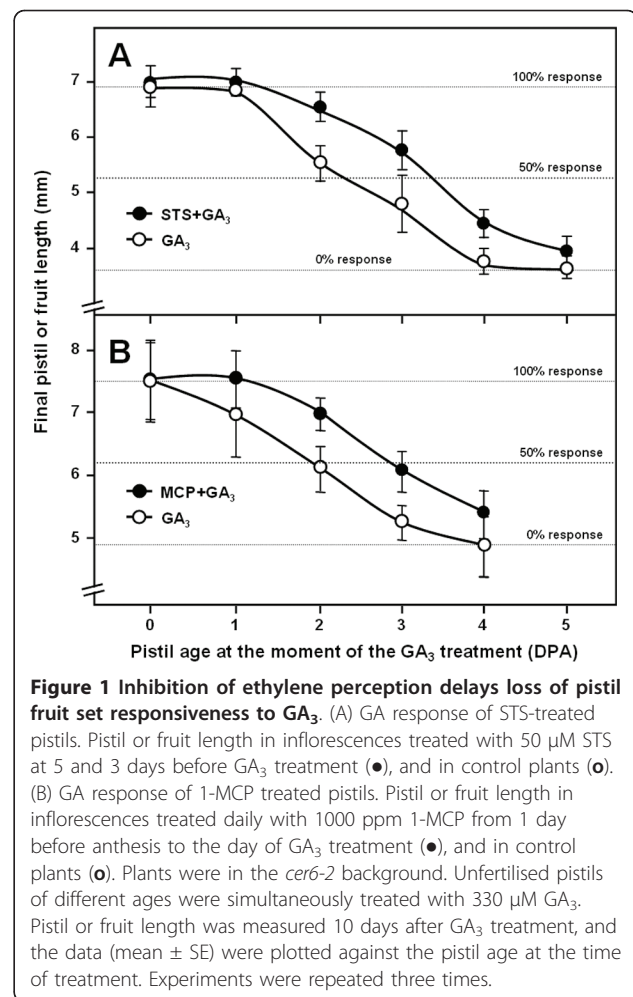 A
7
6
5
4
100% response
50% response
0% response
STS+GA3
GA3
Final pistil or fruit length (mm)
B
8
7
6
5
100% response
50% response
0% response
MCP+GA3
GA3
0 1 2 3 4 5
Pistil age at the moment of the GA3 treatment (DPA)
Figure 1 Inhibition of ethylene perception delays loss of pistil
fruit set responsiveness to GA3. (A) GA response of STS-treated
pistils. Pistil or fruit length in inflorescences treated with 50 μM STS
at 5 and 3 days before GA3 treatment (●), and in control plants (o).
(B) GA response of 1-MCP treated pistils. Pistil or fruit length in
inflorescences treated daily with 1000 ppm 1-MCP from 1 day
before anthesis to the day of GA3 treatment (●), and in control
plants (o). Plants were in the cer6-2 background. Unfertilised pistils
of different ages were simultaneously treated with 330 μM GA3.
Pistil or fruit length was measured 10 days after GA3 treatment, and
the data (mean ± SE) were plotted against the pistil age at the time
of treatment. Experiments were repeated three times.